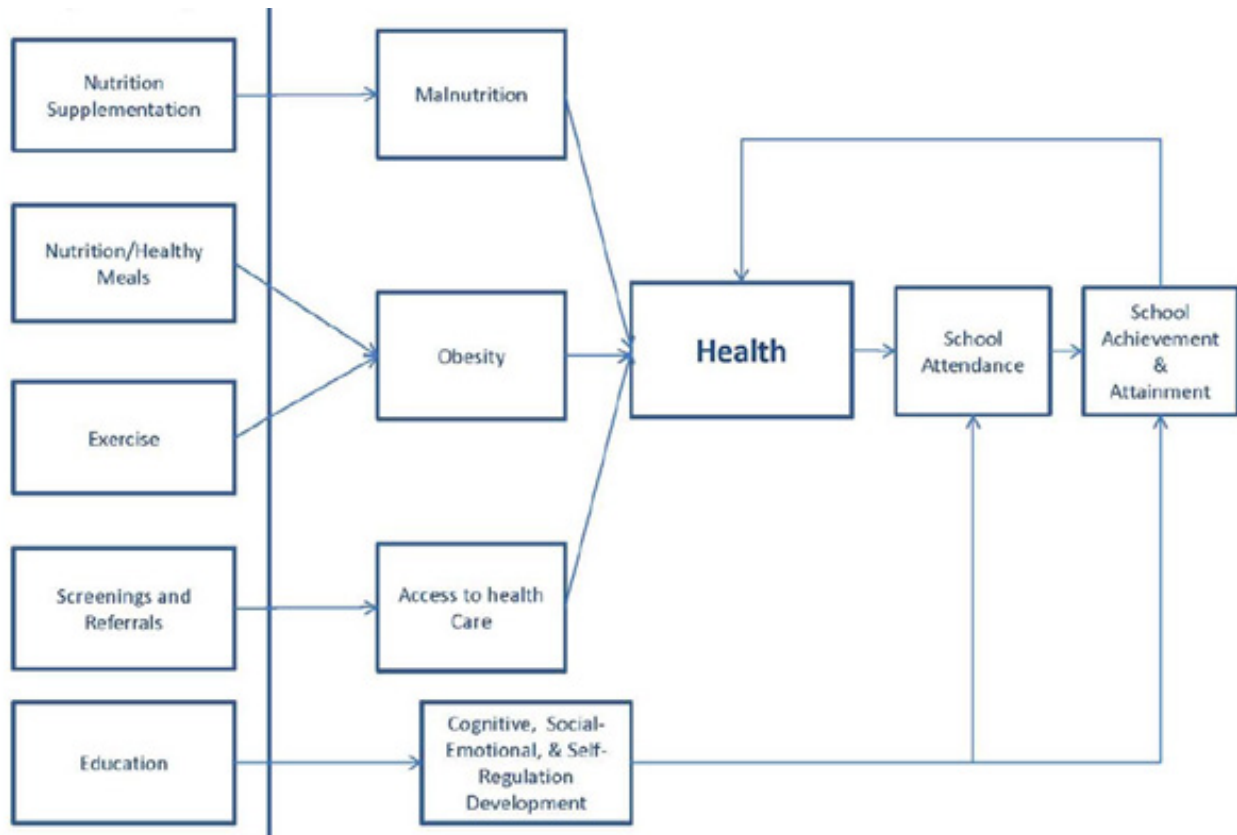 Nutrition
Supplementation
Malnutrition
Nutrition/Healthy
Meals
Obesity
Health
School
Attendance
School
Achievement
&
Attainment
Exercise
Screenings and
Referrals
Access to health
Care
Education
Cognitive, Social-
Emotional, & Self-
Regulation
Development